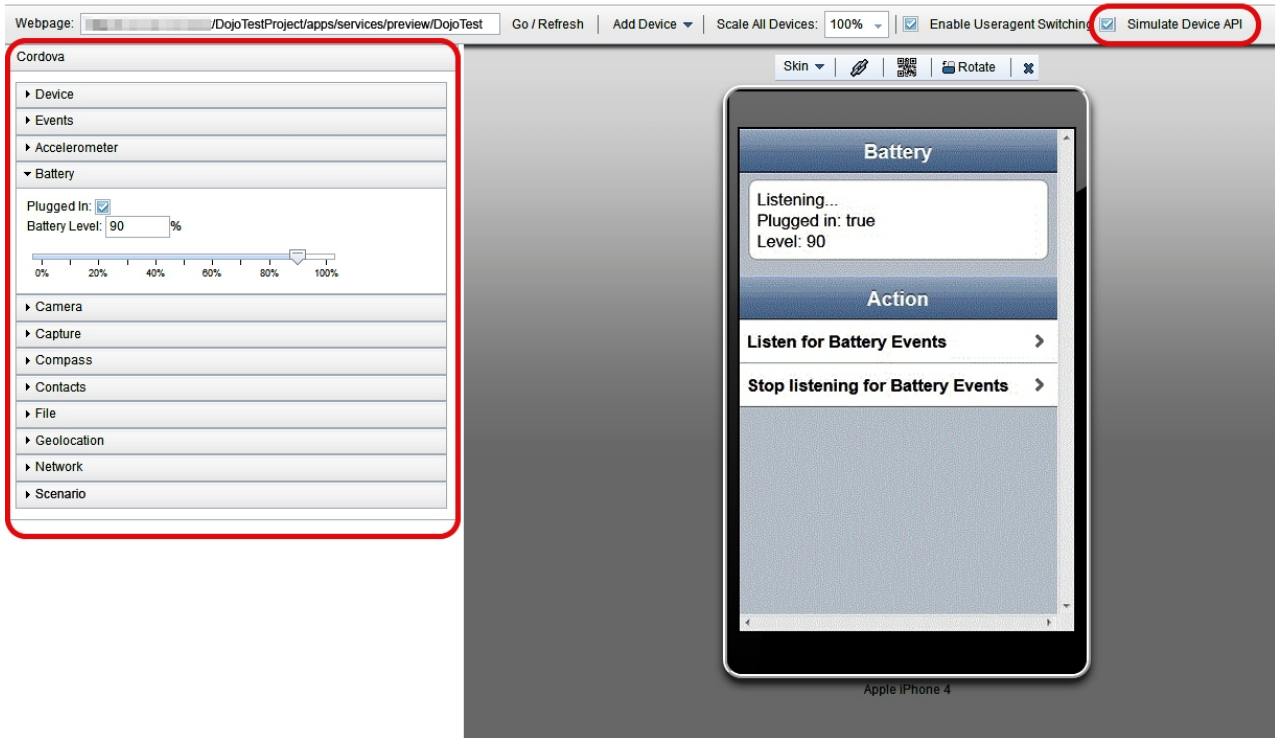 Webpage: /DojoTestProject/apps/services/preview/DojoTest Go / Refresh Add Device Scale All Devices: 100% Enable Useragent Switching Simulate Device API
Cordova
Skin Rotate
Device
Events
Accelerometer
Battery
Plugged In:
Battery Level: 90 %
0% 20% 40% 60% 80% 100%
Camera
Capture
Compass
Contacts
File
Geolocation
Network
Scenario
Battery
Listening...
Plugged in: true
Level: 90
Action
Listen for Battery Events
Stop listening for Battery Events
Apple iPhone 4